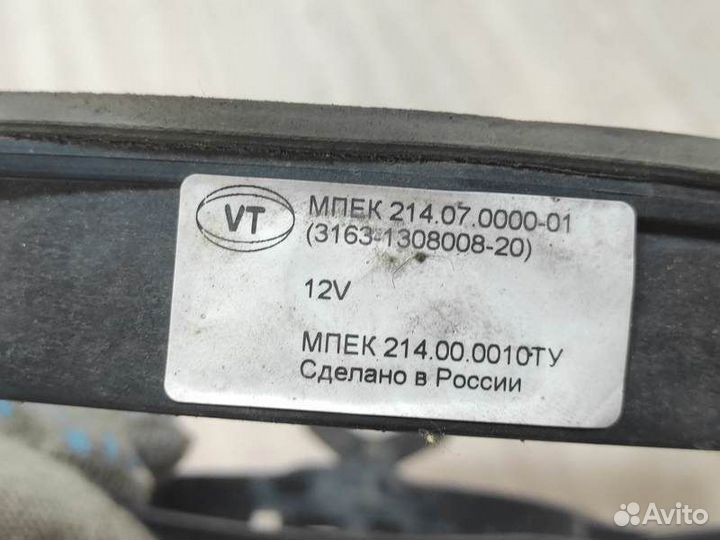 VT
МПЕК 214.07.0000-01
(3163-1308008-20)
12V
МПЕК 214.00.0010ТУ
Сделано в России
Avito